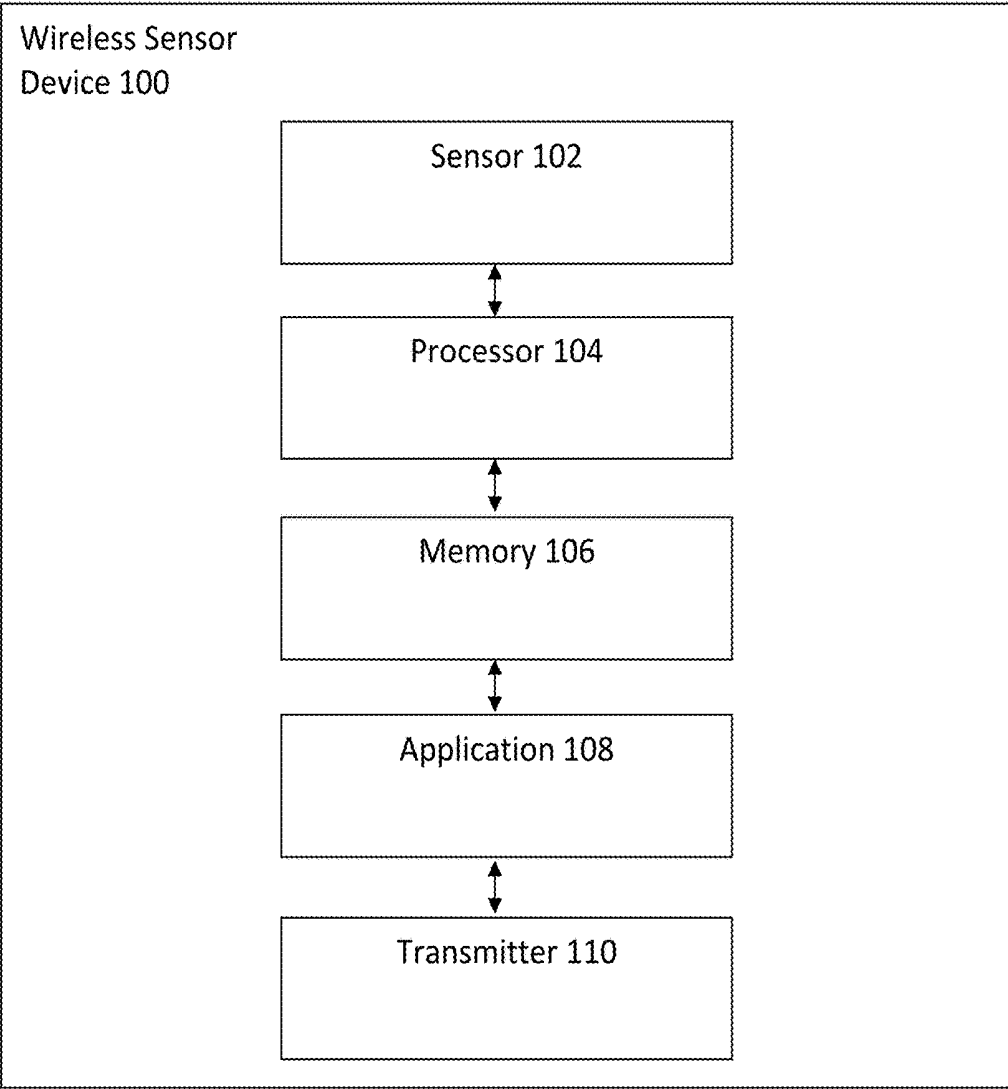 Wireless Sensor
Device 100
Sensor 102
Processor 104
Memory 106
Application 108
Transmitter 110